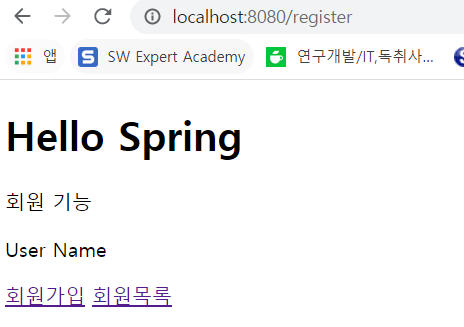 localhost:8080/register
앱 SW Expert Academy 연구개발/IT,독취사...
Hello Spring
회원 기능
User Name
회원가입 회원목록